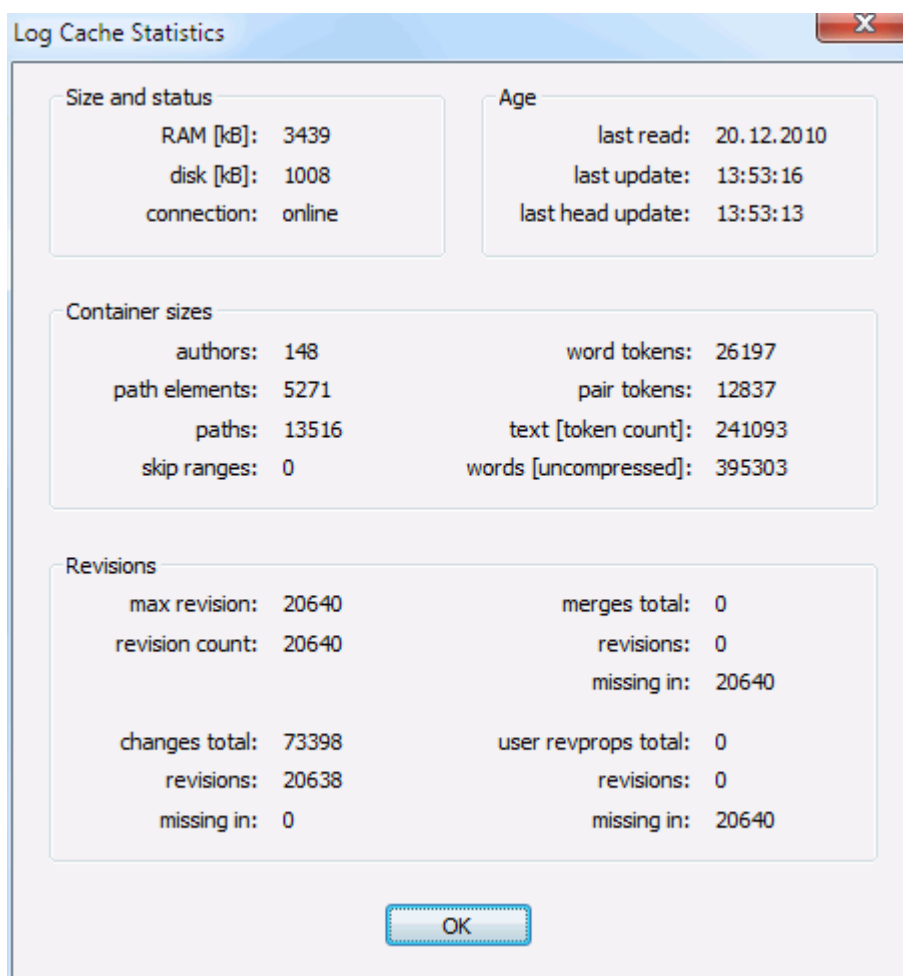 Log Cache Statistics
Size and status
RAM [kB]: 3439
disk [kB]: 1008
connection: online
Age
last read: 20.12.2010
last update: 13:53:16
last head update: 13:53:13
Container sizes
authors: 148
path elements: 5271
paths: 13516
skip ranges: 0
word tokens: 26197
pair tokens: 12837
text [token count]: 241093
words [uncompressed]: 395303
Revisions
max revision: 20640
revision count: 20640
merges total: 0
revisions: 0
missing in: 20640
changes total: 73398
revisions: 20638
missing in: 0
user revprops total: 0
revisions: 0
missing in: 20640
OK